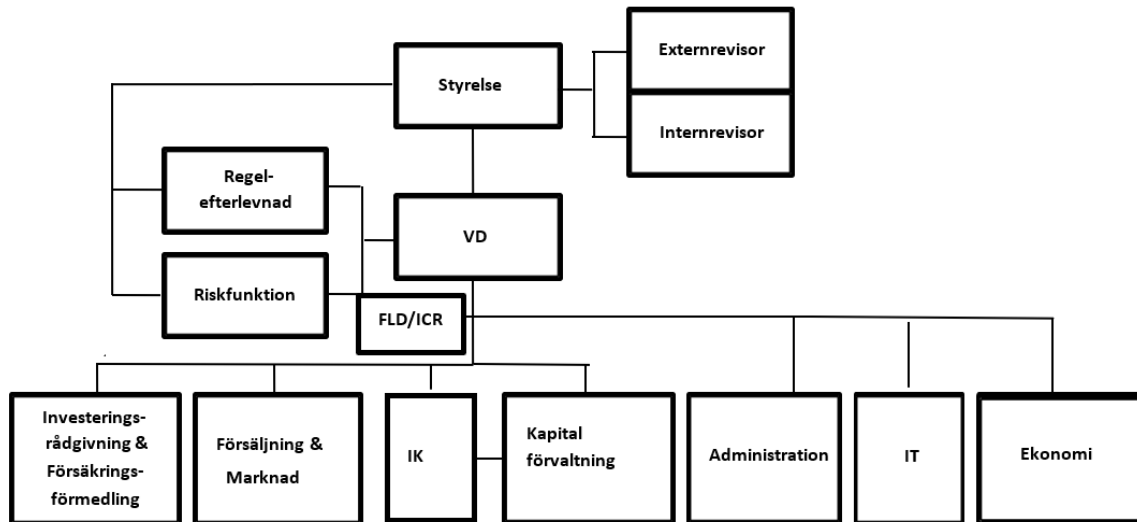 Externrevisor
Styrelse
Internrevisor
Regel-
efterlevnad
VD
Riskfunktion
FLD/ICR
Investerings-
rådgivning &
Försäkrings-
förmedling
Försäljning &
Marknad
IK
Kapital
förvaltning
Administration
IT
Ekonomi